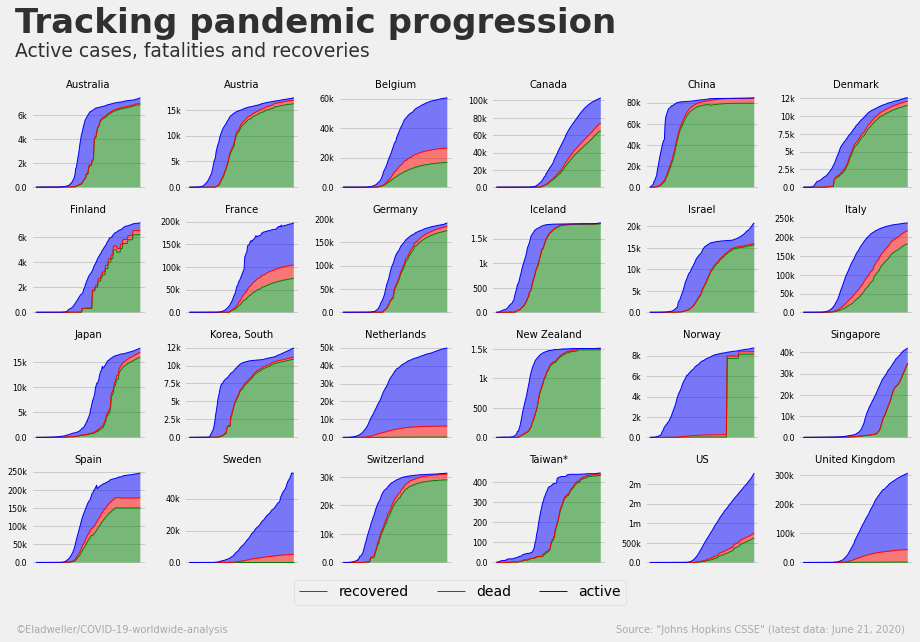 Tracking pandemic progression
Active cases, fatalities and recoveries
Australia Austria Belgium Canada China Denmark
6k 4k 2k 0.0
15k 10k 5k 0.0
60k 40k 20k 0.0
100k 80k 60k 40k 20k 0.0
80k 60k 40k 20k 0.0
12k 10k 7.5k 5k 2.5k 0.0
Finland France Germany Iceland Israel Italy
6k 4k 2k 0.0
200k 150k 100k 50k 0.0
200k 150k 100k 50k 0.0
1.5k 1k 500 0.0
20k 15k 10k 5k 0.0
250k 200k 150k 100k 50k 0.0
Japan Korea, South Netherlands New Zealand Norway Singapore
15k 10k 5k 0.0
12k 10k 7.5k 5k 2.5k 0.0
50k 40k 30k 20k 10k 0.0
1.5k 1k 500 0.0
8k 6k 4k 2k 0.0
40k 30k 20k 10k 0.0
Spain Sweden Switzerland Taiwan* US United Kingdom
250k 200k 150k 100k 50k 0.0
40k 20k 0.0
30k 20k 10k 0.0
400 300 200 100 0.0
2m 2m 1m 500k 0.0
300k 200k 100k 0.0
recovered dead active
©Eladweller/COVID-19-worldwide-analysis
Source: "Johns Hopkins CSSE" (latest data: June 21, 2020)